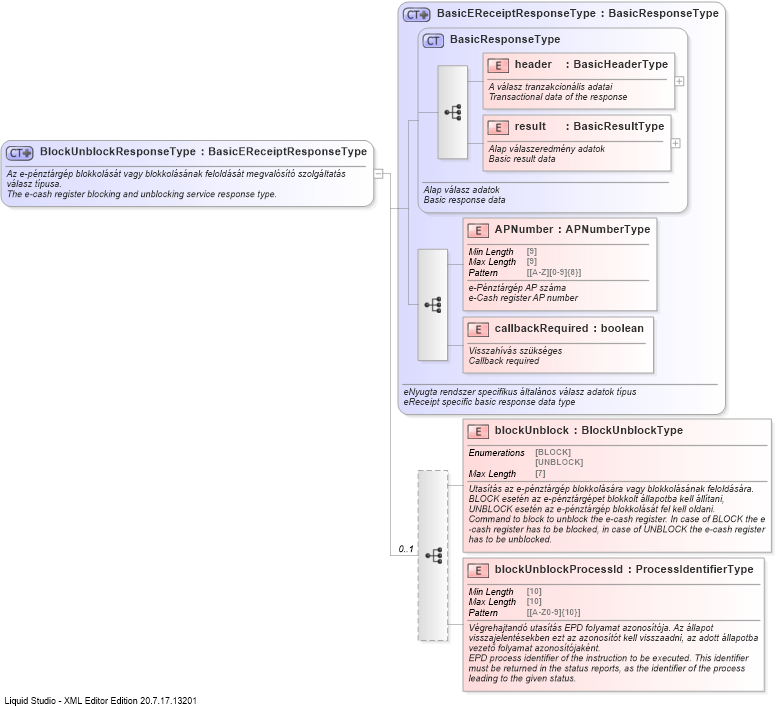 CT BasicEReceiptResponseType : BasicResponseType
CT BasicResponseType
E header : BasicHeaderType
A válasz tranzakcionális adatai
Transactional data of the response
E result : BasicResultType
Alap válaszeredmény adatok
Basic result data
Alap válasz adatok
Basic response data
CT BlockUnblockResponseType : BasicEReceiptResponseType
Az e-pénztárgép blokkolását vagy blokkolásának feloldását megvalósító szolgáltatás
válasz típusa.
The e-cash register blocking and unblocking service response type.
E APNumber : APNumberType
Min Length [9]
Max Length [9]
Pattern [[A-Z][0-9]{8}]
e-Pénztárgép AP száma
e-Cash register AP number
E callbackRequired : boolean
Visszahívás szükséges
Callback required
eNyugta rendszer specifikus általános válasz adatok típus
eReceipt specific basic response data type
0..1
E blockUnblock : BlockUnblockType
Enumerations [BLOCK]
[UNBLOCK]
Max Length [7]
Utasítás az e-pénztárgép blokkolására vagy blokkolásának feloldására.
BLOCK esetén az e-pénztárgépet blokkolt állapotba kell állítani,
UNBLOCK esetén az e-pénztárgép blokkolását fel kell oldani.
Command to block to unblock the e-cash register. In case of BLOCK the e
-cash register has to be blocked, in case of UNBLOCK the e-cash register
has to be unblocked.
E blockUnblockProcessId : ProcessIdentifierType
Min Length [10]
Max Length [10]
Pattern [[A-Z0-9]{10}]
Végrehajtandó utasítás EPD folyamat azonosítója. Az állapot
visszajelentésekben ezt az azonosítót kell visszaadni, az adott állapotba
vezető folyamat azonosítójaként.
EPD process identifier of the instruction to be executed. This identifier
must be returned in the status reports, as the identifier of the process
leading to the given status.
Liquid Studio - XML Editor Edition 20.7.17.13201